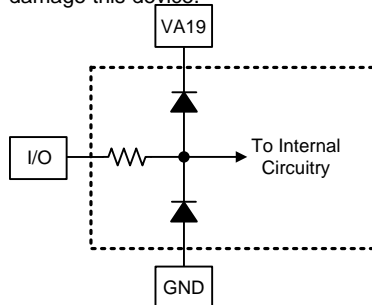 damage this device.
VA19
I/O
To Internal
Circuitry
GND